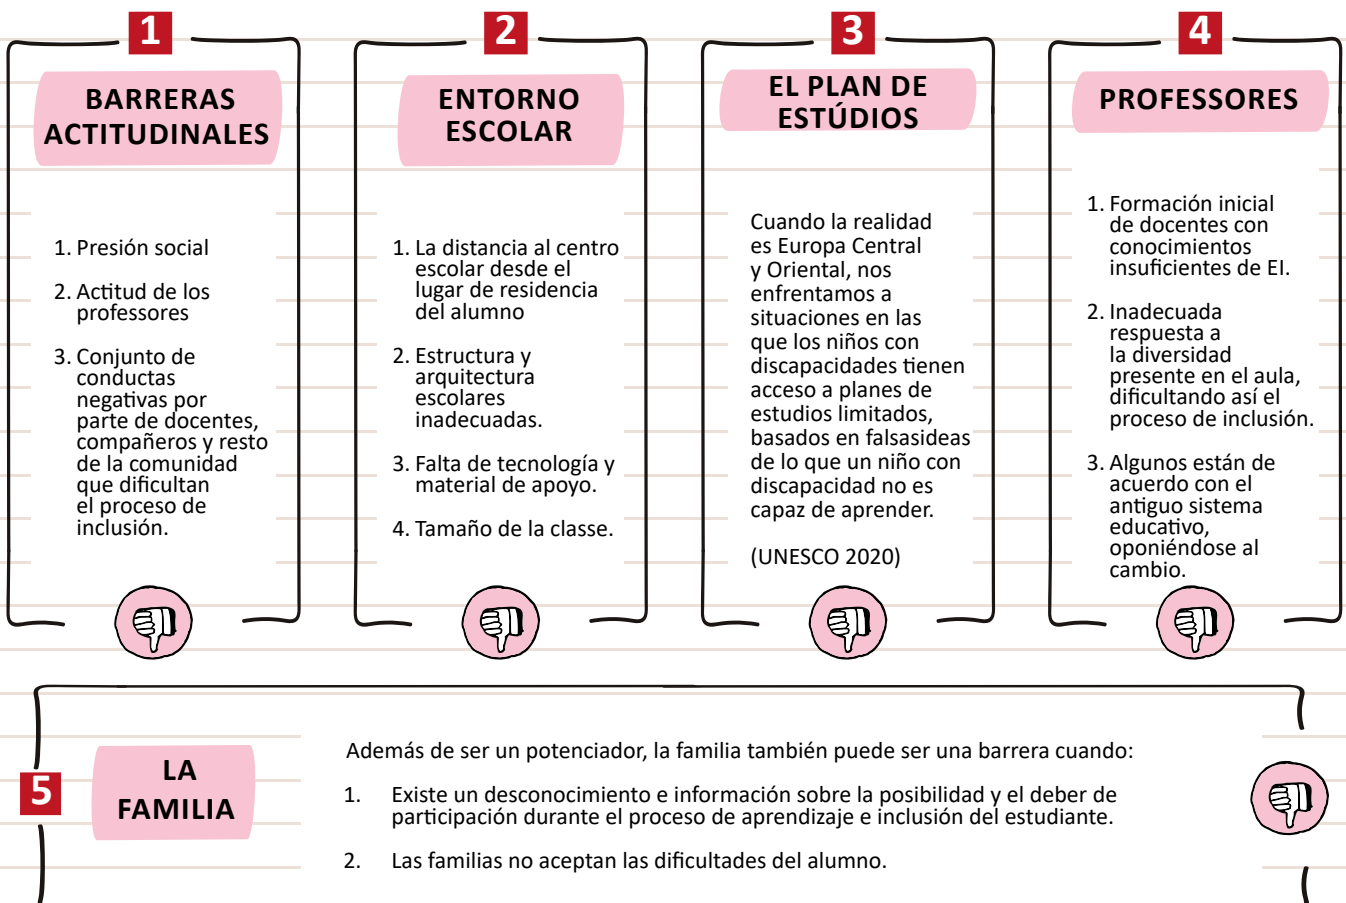 1
BARRERAS
ACTITUDINALES
1. Presión social
2. Actitud de los
professores
3. Conjunto de
conductas
negativas por
parte de docentes,
compañeros y resto
de la comunidad
que dificultan
el proceso de
inclusión.
2
ENTORNO
ESCOLAR
1. La distancia al centro
escolar desde el
lugar de residencia
del alumno
2. Estructura y
arquitectura
escolares
inadecuadas.
3. Falta de tecnología y
material de apoyo.
4. Tamaño de la classe.
3
EL PLAN DE
ESTÚDIOS
Cuando la realidad
es Europa Central
y Oriental, nos
enfrentamos a
situaciones en las
que los niños con
discapacidades tienen
acceso a planes de
estudios limitados,
basados en falsasideas
de lo que un niño con
discapacidad no es
capaz de aprender.
(UNESCO 2020)
4
PROFESSORES
1. Formación inicial
de docentes con
conocimientos
insuficientes de EI.
2. Inadecuada
respuesta a
la diversidad
presente en el aula,
dificultando así el
proceso de inclusión.
3. Algunos están de
acuerdo con el
antiguo sistema
educativo,
oponiéndose al
cambio.
5
LA
FAMILIA
Además de ser un potenciador, la familia también puede ser una barrera cuando:
1. Existe un desconocimiento e información sobre la posibilidad y el deber de
participación durante el proceso de aprendizaje e inclusión del estudiante.
2. Las familias no aceptan las dificultades del alumno.